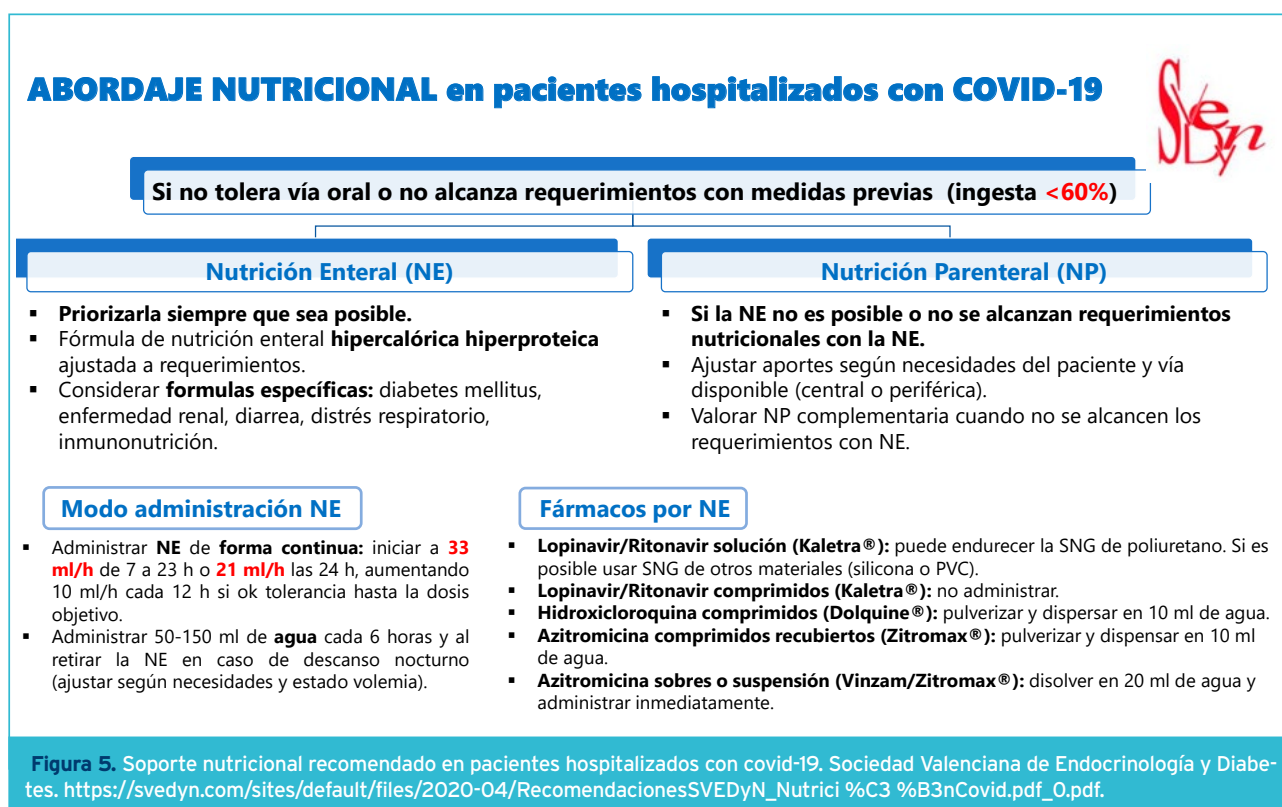 ABORDAJE NUTRICIONAL en pacientes hospitalizados con COVID-19
SVEDyn
Si no tolera vía oral o no alcanza requerimientos con medidas previas (ingesta <60%)
Nutrición Enteral (NE)
▪ Priorizarla siempre que sea posible.
▪ Fórmula de nutrición enteral hipercalórica hiperproteica
ajustada a requerimientos.
▪ Considerar formulas específicas: diabetes mellitus,
enfermedad renal, diarrea, distrés respiratorio,
inmunonutrición.
Nutrición Parenteral (NP)
▪ Si la NE no es posible o no se alcanzan requerimientos
nutricionales con la NE.
▪ Ajustar aportes según necesidades del paciente y vía
disponible (central o periférica).
▪ Valorar NP complementaria cuando no se alcancen los
requerimientos con NE.
Modo administración NE
▪ Administrar NE de forma continua: iniciar a 33
ml/h de 7 a 23 h o 21 ml/h las 24 h, aumentando
10 ml/h cada 12 h si ok tolerancia hasta la dosis
objetivo.
▪ Administrar 50-150 ml de agua cada 6 horas y al
retirar la NE en caso de descanso nocturno
(ajustar según necesidades y estado volemia).
Fármacos por NE
▪ Lopinavir/Ritonavir solución (Kaletra®): puede endurecer la SNG de poliuretano. Si es
posible usar SNG de otros materiales (silicona o PVC).
▪ Lopinavir/Ritonavir comprimidos (Kaletra®): no administrar.
▪ Hidroxicloroquina comprimidos (Dolquine®): pulverizar y dispersar en 10 ml de agua.
▪ Azitromicina comprimidos recubiertos (Zitromax®): pulverizar y dispensar en 10 ml
de agua.
▪ Azitromicina sobres o suspensión (Vinzam/Zitromax®): disolver en 20 ml de agua y
administrar inmediatamente.
Figura 5. Soporte nutricional recomendado en pacientes hospitalizados con covid-19. Sociedad Valenciana de Endocrinología y Diabe-
tes. https://svedyn.com/sites/default/files/2020-04/RecomendacionesSVEDyN_Nutrici %C3 %B3nCovid.pdf_0.pdf.